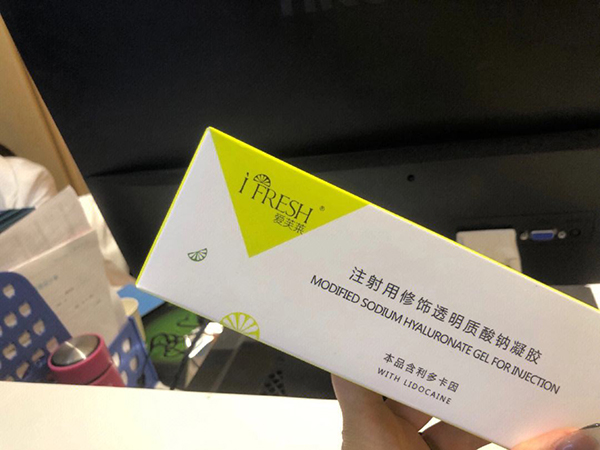 i FRESH®
爱芙莱
注射用修饰透明质酸钠凝胶
MODIFIED SODIUM HYALURONATE GEL FOR INJECTION
本品含利多卡因
WITH LIDOCAINE